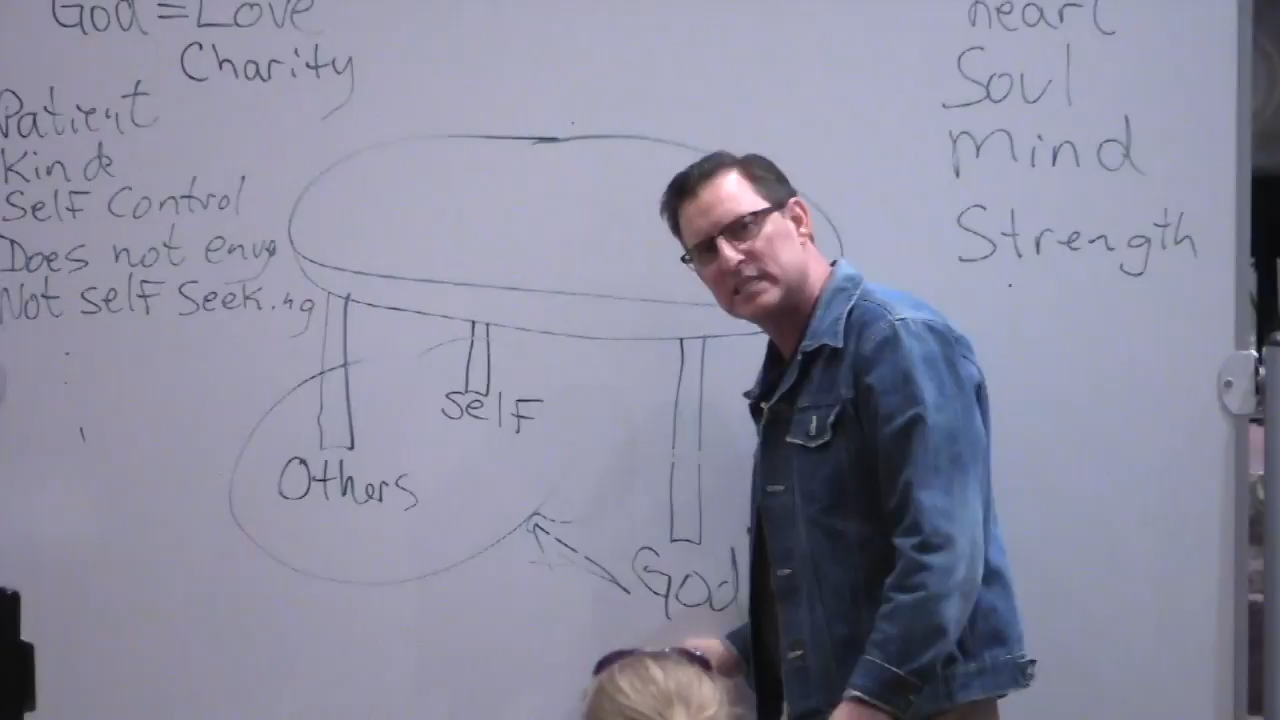 God = Love
Charity
Patient
Kind
Self Control
Does not envy
Not self seeking
Self
Others
God
heart
Soul
Mind
Strength